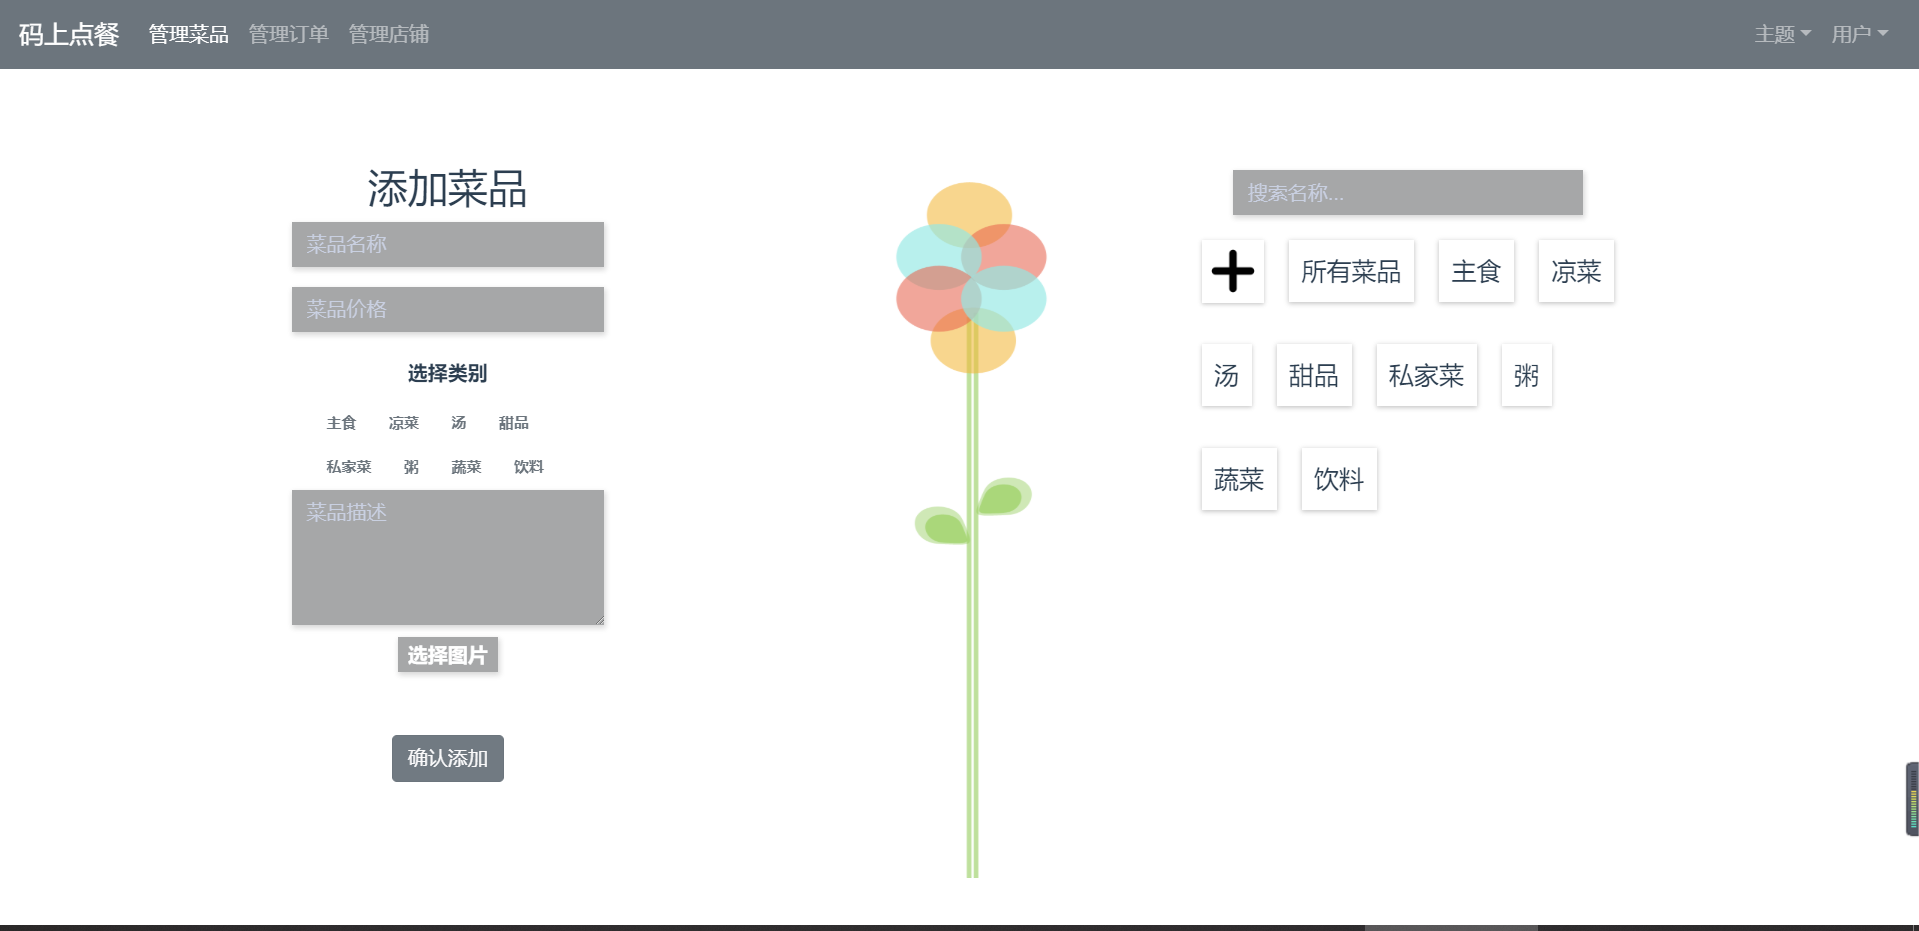 码上点餐 管理菜品 管理订单 管理店铺 主题 用户
添加菜品
菜品名称
菜品价格
选择类别
主食 凉菜 汤 甜品
私家菜 粥 蔬菜 饮料
菜品描述
选择图片
确认添加
搜索名称...
所有菜品 主食 凉菜
汤 甜品 私家菜 粥
蔬菜 饮料